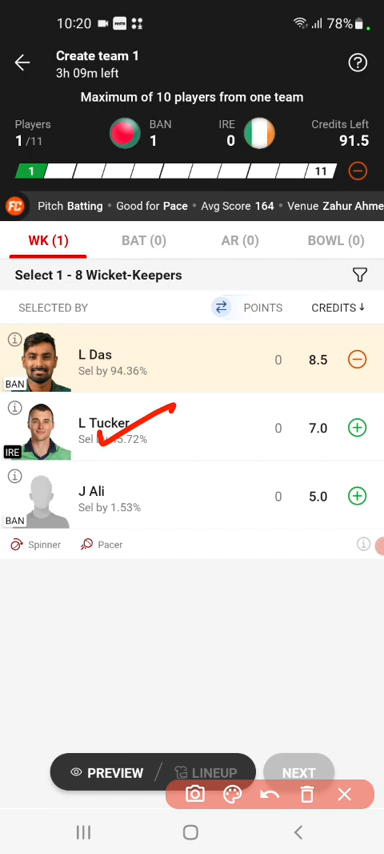 10:20
78%
Create team 1
3h 09m left
Maximum of 10 players from one team
Players
1 /11
BAN
1
IRE
0
Credits Left
91.5
1
11
FC Pitch Batting • Good for Pace • Avg Score 164 • Venue Zahur Ahme
WK (1) BAT (0) AR (0) BOWL (0)
Select 1 - 8 Wicket-Keepers
SELECTED BY POINTS CREDITS ↓
L Das
Sel by 94.36%
BAN
0 8.5
L Tucker
Sel
5.72%
IRE
0 7.0
J Ali
Sel by 1.53%
BAN
0 5.0
Spinner Pacer
PREVIEW / LINEUP NEXT